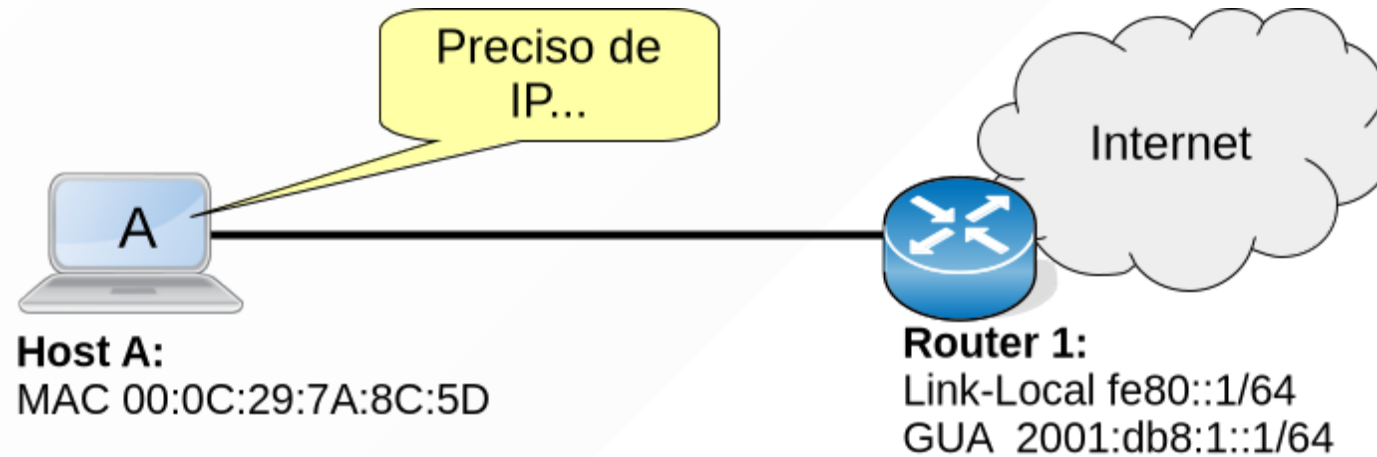 Preciso de
IP...
Internet
A
Host A:
MAC 00:0C:29:7A:8C:5D
Router 1:
Link-Local fe80::1/64
GUA 2001:db8:1::1/64